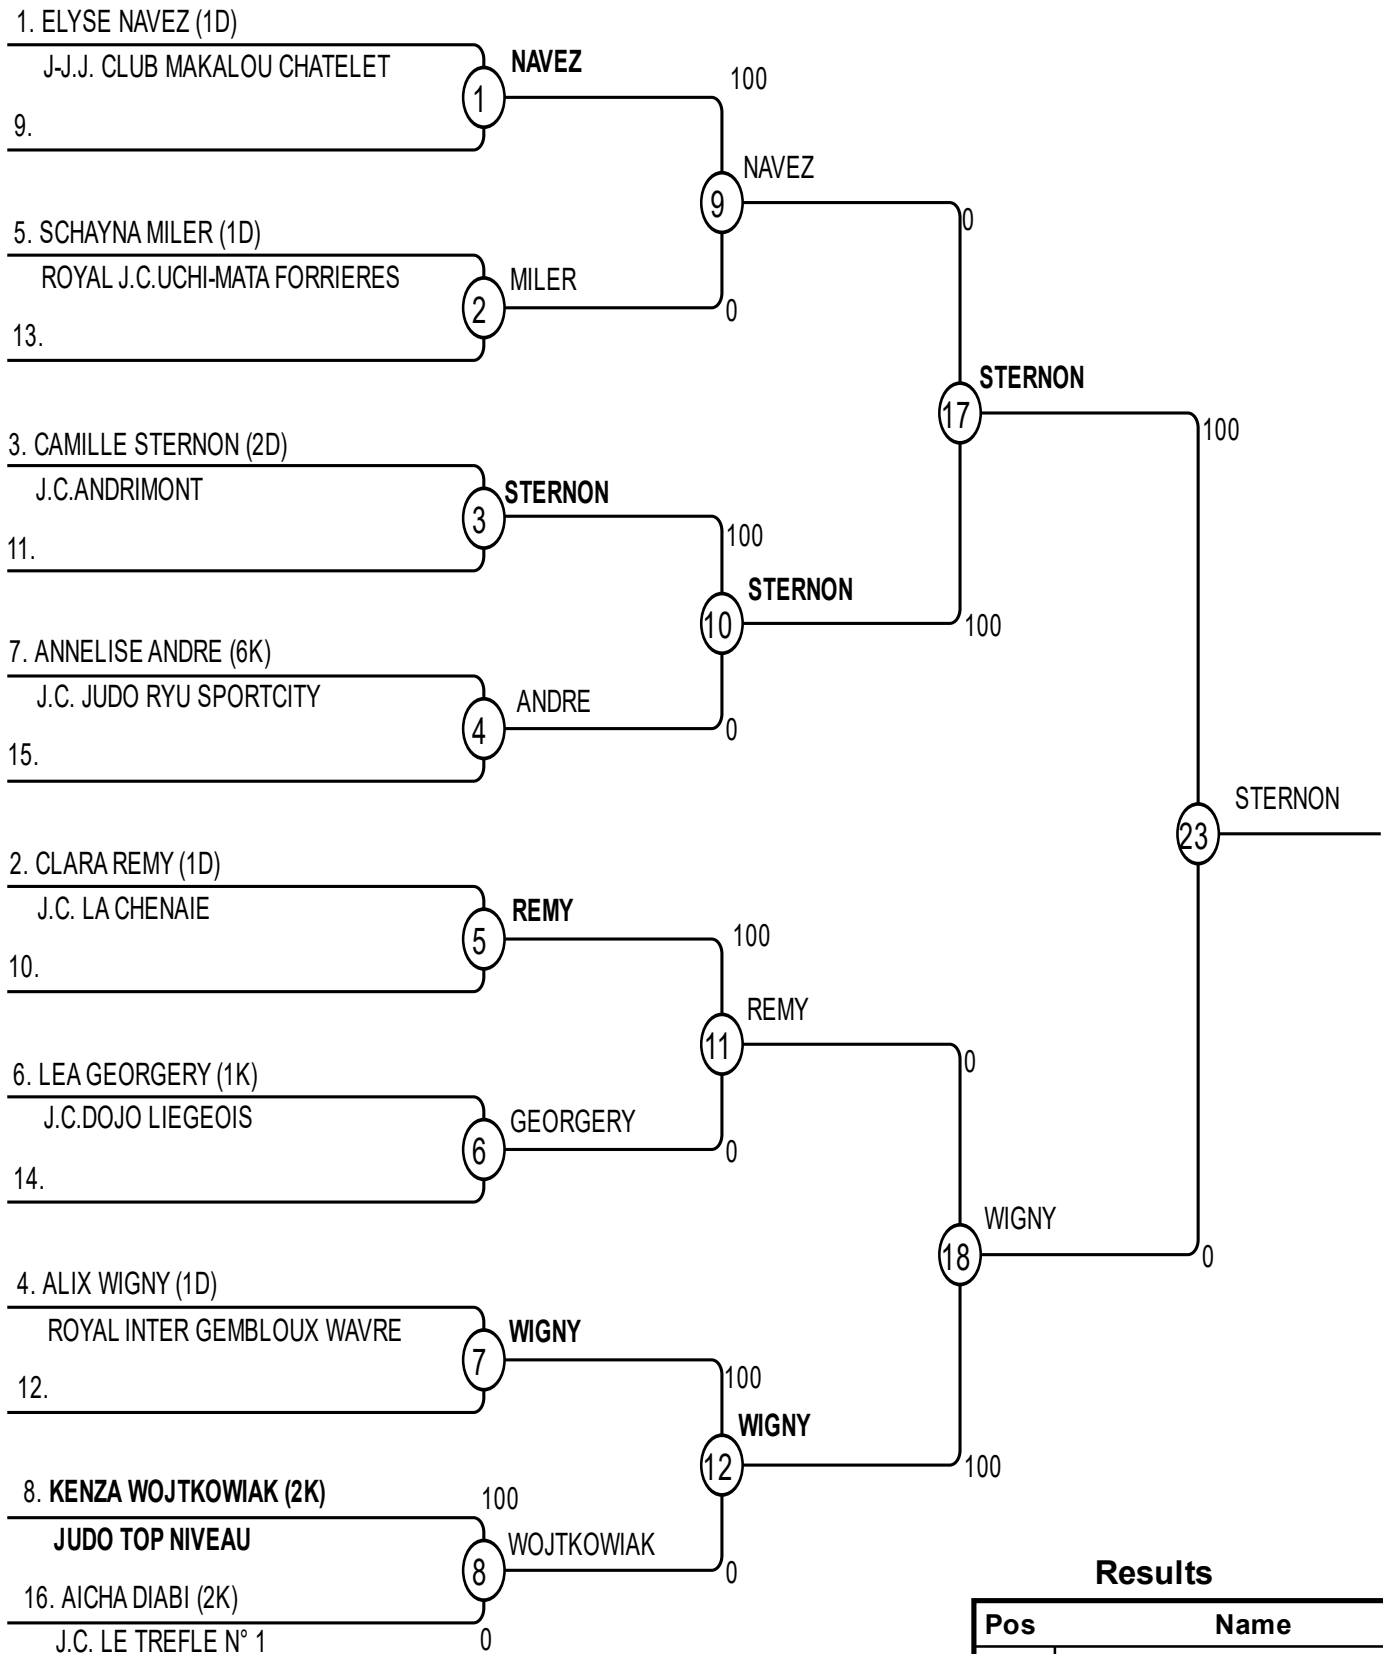 1. ELYSE NAVEZ (1D)
J-J.J. CLUB MAKALOU CHATELET
1
NAVEZ
100
9.
9
NAVEZ
0
5. SCHAYNA MILER (1D)
ROYAL J.C.UCHI-MATA FORRIERES
2
MILER
0
13.
17
STERNON
100
3. CAMILLE STERNON (2D)
J.C.ANDRIMONT
3
STERNON
100
11.
10
STERNON
100
7. ANNELISE ANDRE (6K)
J.C. JUDO RYU SPORTCITY
4
ANDRE
0
15.
23
STERNON
2. CLARA REMY (1D)
J.C. LA CHENAIE
5
REMY
100
10.
11
REMY
0
6. LEA GEORGERY (1K)
J.C.DOJO LIEGEOIS
6
GEORGERY
0
14.
18
WIGNY
0
4. ALIX WIGNY (1D)
ROYAL INTER GEMBLOUX WAVRE
7
WIGNY
100
12.
12
WIGNY
100
8. KENZA WOJTKOWIAK (2K)
100
JUDO TOP NIVEAU
8
WOJTKOWIAK
0
16. AICHA DIABI (2K)
J.C. LE TREFLE N° 1
0
Results
Pos Name